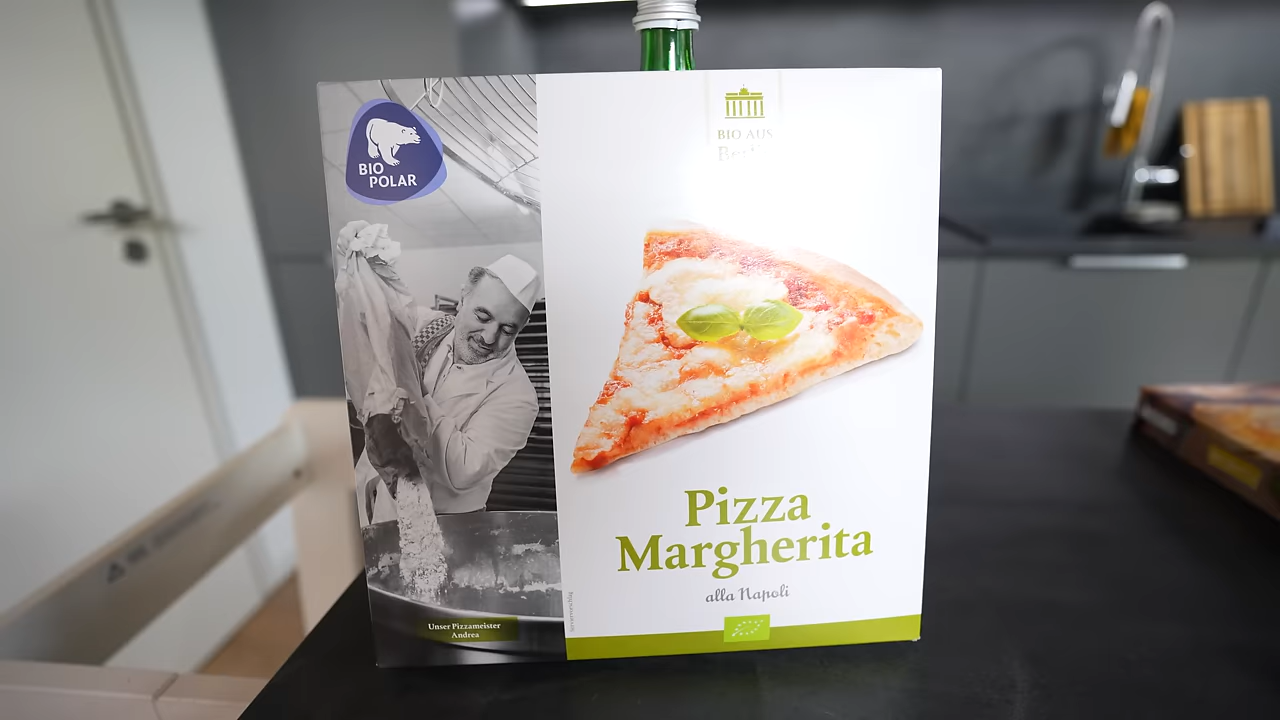 BIO
POLAR
BIO AUS
Pizza
Margherita
alla Napoli
Unser Pizzameister
Andrea